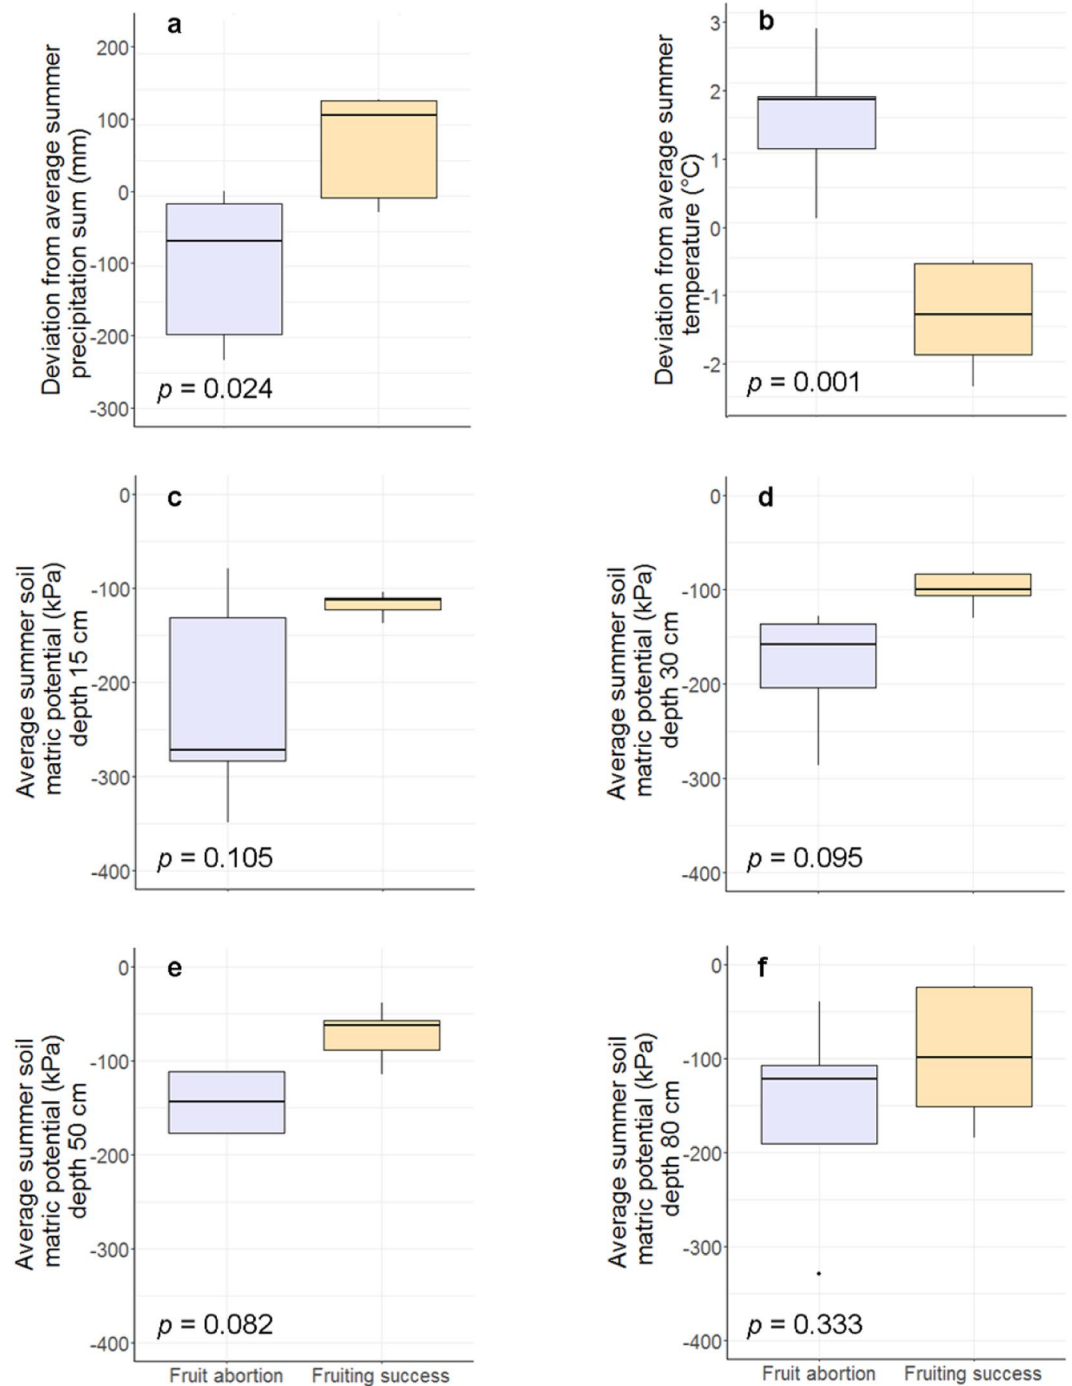 a
Deviation from average summer
precipitation sum (mm)
200
100
0
-100
-200
-300
p = 0.024
b
Deviation from average summer
temperature (°C)
3
2
1
0
-1
-2
p = 0.001
c
Average summer soil
matric potential (kPa)
depth 15 cm
0
-100
-200
-300
-400
p = 0.105
d
Average summer soil
matric potential (kPa)
depth 30 cm
0
-100
-200
-300
-400
p = 0.095
e
Average summer soil
matric potential (kPa)
depth 50 cm
0
-100
-200
-300
-400
p = 0.082
Fruit abortion Fruiting success
f
Average summer soil
matric potential (kPa)
depth 80 cm
0
-100
-200
-300
-400
p = 0.333
Fruit abortion Fruiting success